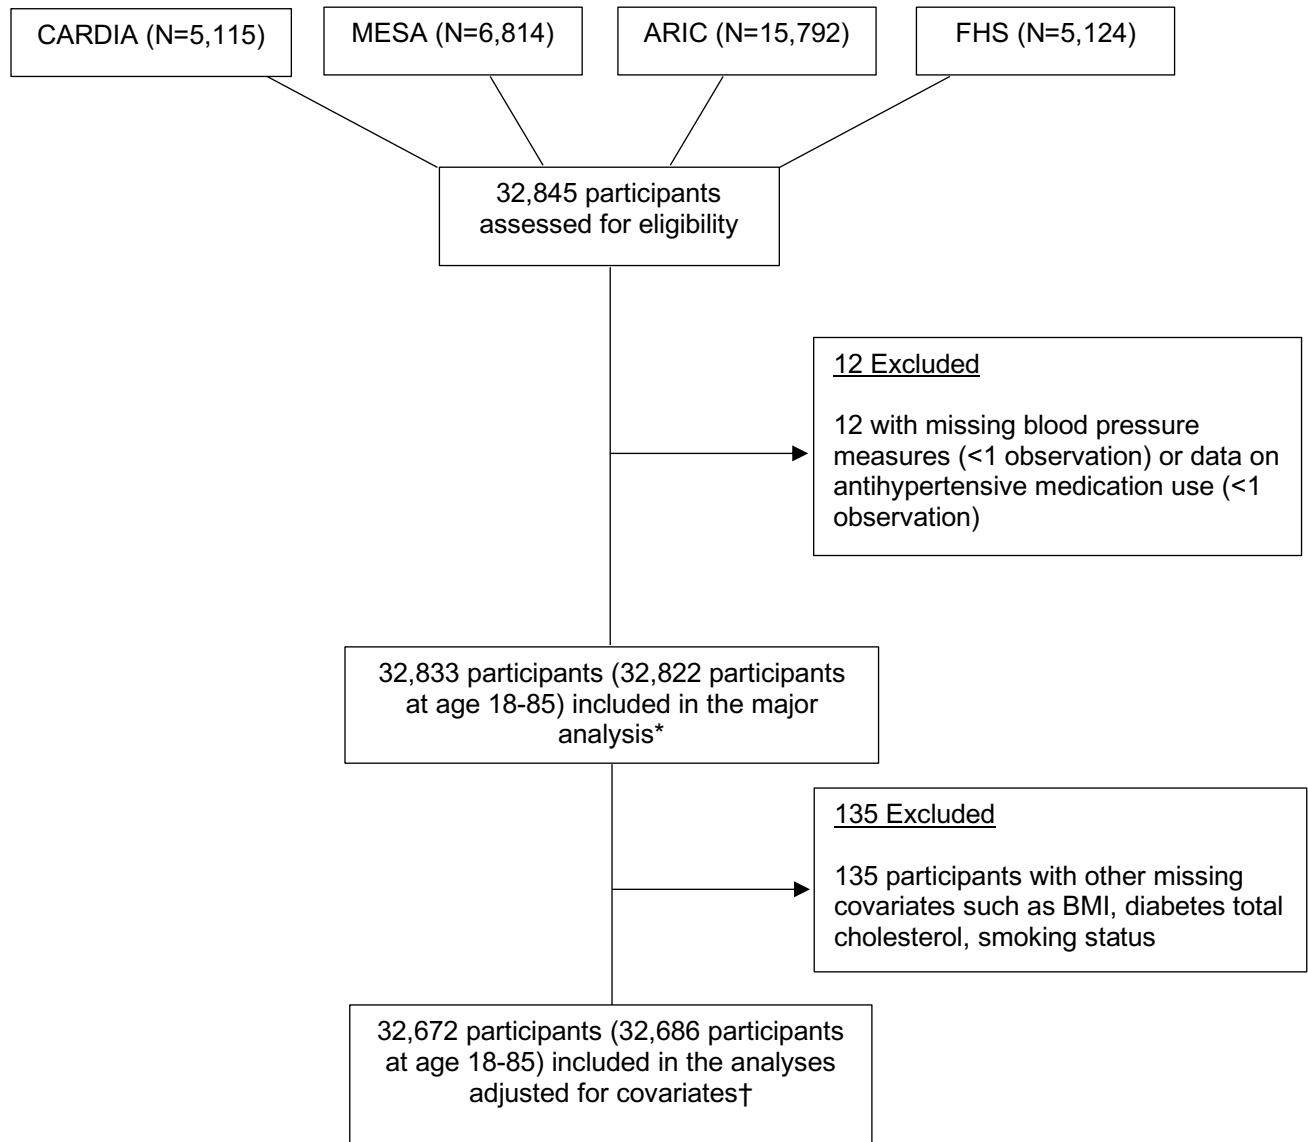 CARDIA (N=5,115)
MESA (N=6,814)
ARIC (N=15,792)
FHS (N=5,124)
32,845 participants
assessed for eligibility
12 Excluded
12 with missing blood pressure
measures (<1 observation) or data on
antihypertensive medication use (<1
observation)
32,833 participants (32,822 participants
at age 18-85) included in the major
analysis*
135 Excluded
135 participants with other missing
covariates such as BMI, diabetes total
cholesterol, smoking status
32,672 participants (32,686 participants
at age 18-85) included in the analyses
adjusted for covariates†